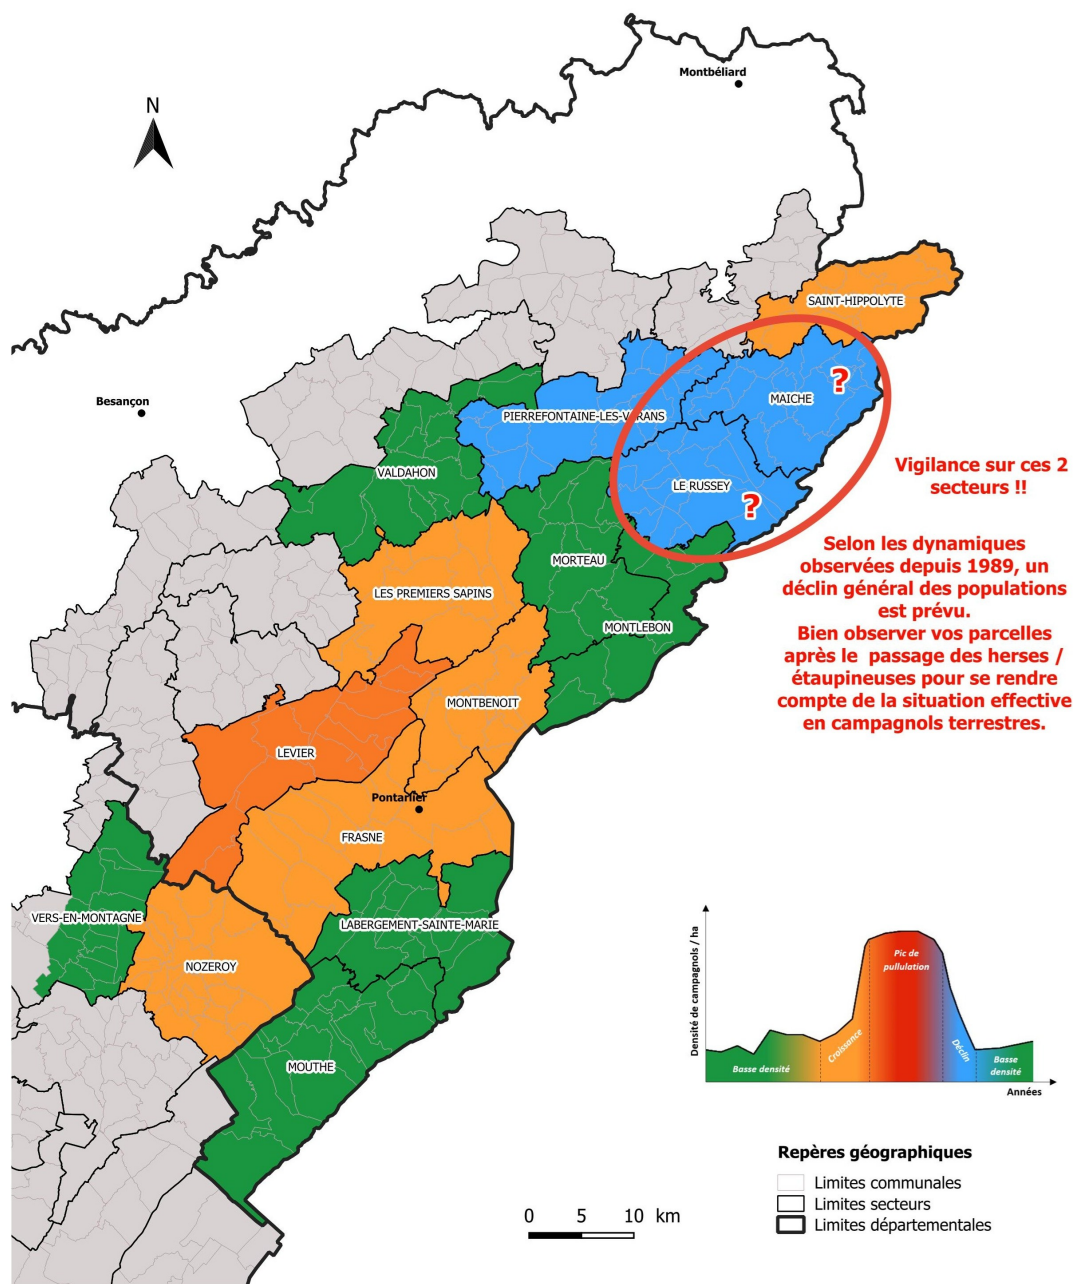 Montbéliard
N
SAINT-HIPPOLYTE
Besançon
MAICHE
?
PIERREFONTAINE-LES-VARANS
VALDAHON
LE RUSSEY
?
Vigilance sur ces 2
secteurs !!
Selon les dynamiques
observées depuis 1989, un
déclin général des populations
est prévu.
Bien observer vos parcelles
après le passage des herses /
étaupineuses pour se rendre
compte de la situation effective
en campagnols terrestres.
MORTEAU
LES PREMIERS SAPINS
MONTLEBON
MONTBENOIT
LEVIER
Pontarlier
FRASNE
VERS-EN-MONTAGNE
LABERGEMENT-SAINTE-MARIE
NOZEROY
MOUTHE
Densité de campagnols / ha
Basse densité
Croissance
Pic de
pullulation
Déclin
Basse
densité
Années
Repères géographiques
Limites communales
Limites secteurs
Limites départementales
0 5 10 km